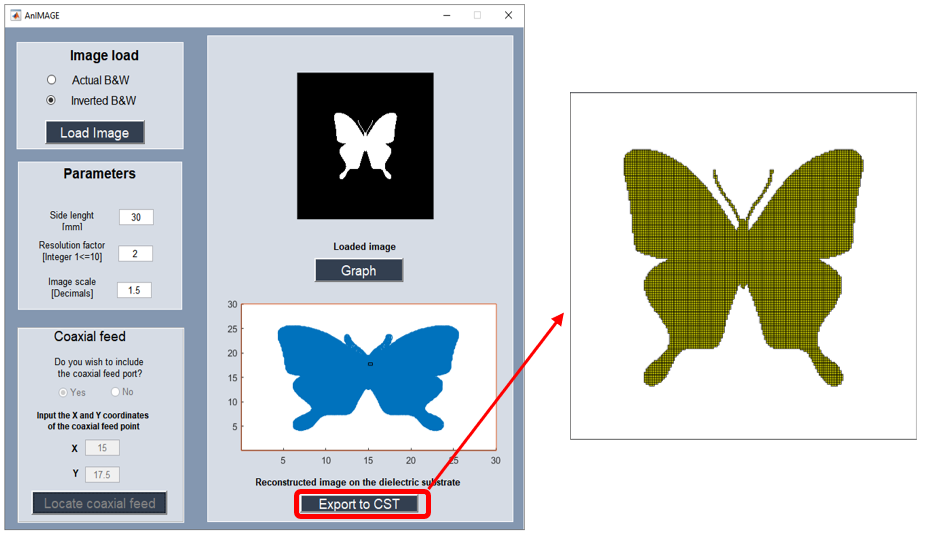 AnIMAGE
Image load
Actual B&W
Inverted B&W
Load Image
Parameters
Side lenght
[mm]
30
Resolution factor
[Integer 1<=10]
2
Image scale
[Decimals]
1.5
Coaxial feed
Do you wish to include
the coaxial feed port?
Yes No
Input the X and Y coordinates
of the coaxial feed point
X 15
Y 17.5
Locate coaxial feed
Loaded image
Graph
30
25
20
15
10
5
5 10 15 20 25 30
Reconstructed image on the dielectric substrate
Export to CST